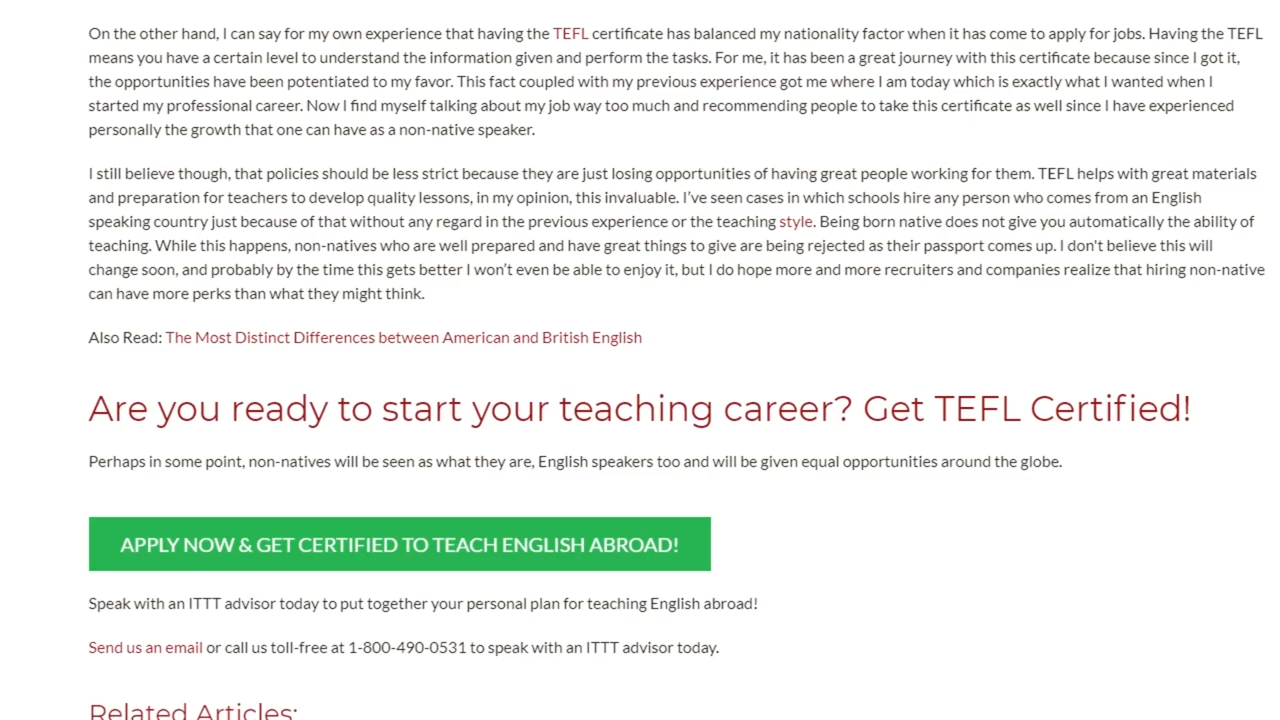 On the other hand, I can say for my own experience that having the TEFL certificate has balanced my nationality factor when it has come to apply for jobs. Having the TEFL
means you have a certain level to understand the information given and perform the tasks. For me, it has been a great journey with this certificate because since I got it,
the opportunities have been potentiated to my favor. This fact coupled with my previous experience got me where I am today which is exactly what I wanted when I
started my professional career. Now I find myself talking about my job way too much and recommending people to take this certificate as well since I have experienced
personally the growth that one can have as a non-native speaker.
I still believe though, that policies should be less strict because they are just losing opportunities of having great people working for them. TEFL helps with great materials
and preparation for teachers to develop quality lessons, in my opinion, this invaluable. I’ve seen cases in which schools hire any person who comes from an English
speaking country just because of that without any regard in the previous experience or the teaching style. Being born native does not give you automatically the ability of
teaching. While this happens, non-natives who are well prepared and have great things to give are being rejected as their passport comes up. I don't believe this will
change soon, and probably by the time this gets better I won’t even be able to enjoy it, but I do hope more and more recruiters and companies realize that hiring non-native
can have more perks than what they might think.
Also Read: The Most Distinct Differences between American and British English
Are you ready to start your teaching career? Get TEFL Certified!
Perhaps in some point, non-natives will be seen as what they are, English speakers too and will be given equal opportunities around the globe.
APPLY NOW & GET CERTIFIED TO TEACH ENGLISH ABROAD!
Speak with an ITTT advisor today to put together your personal plan for teaching English abroad!
Send us an email or call us toll-free at 1-800-490-0531 to speak with an ITTT advisor today.
Related Articles: